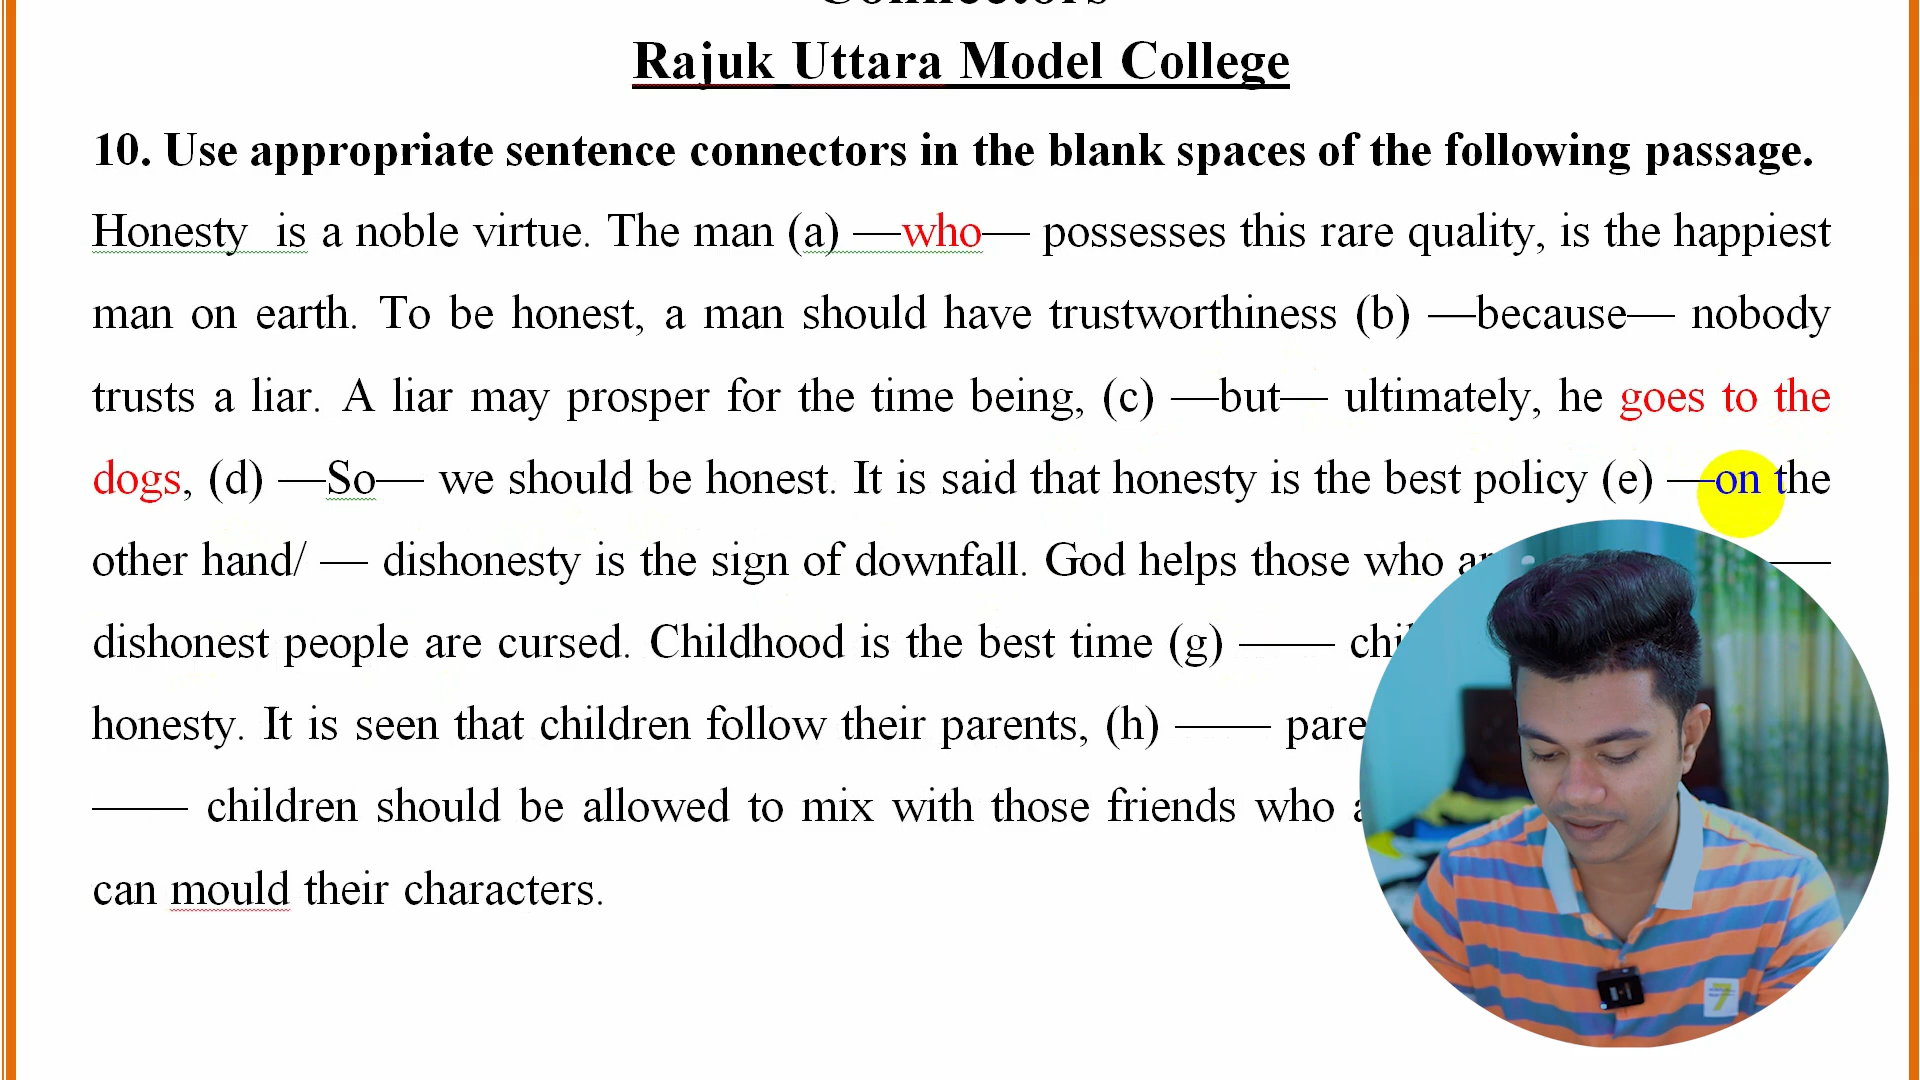 Connectors
Rajuk Uttara Model College
10. Use appropriate sentence connectors in the blank spaces of the following passage.
Honesty is a noble virtue. The man (a) —who— possesses this rare quality, is the happiest
man on earth. To be honest, a man should have trustworthiness (b) —because— nobody
trusts a liar. A liar may prosper for the time being, (c) —but— ultimately, he goes to the
dogs, (d) —So— we should be honest. It is said that honesty is the best policy (e) —on the
other hand/ — dishonesty is the sign of downfall. God helps those who ——
dishonest people are cursed. Childhood is the best time (g) ——
honesty. It is seen that children follow their parents, (h) ——
—— children should be allowed to mix with those friends who
can mould their characters.
7